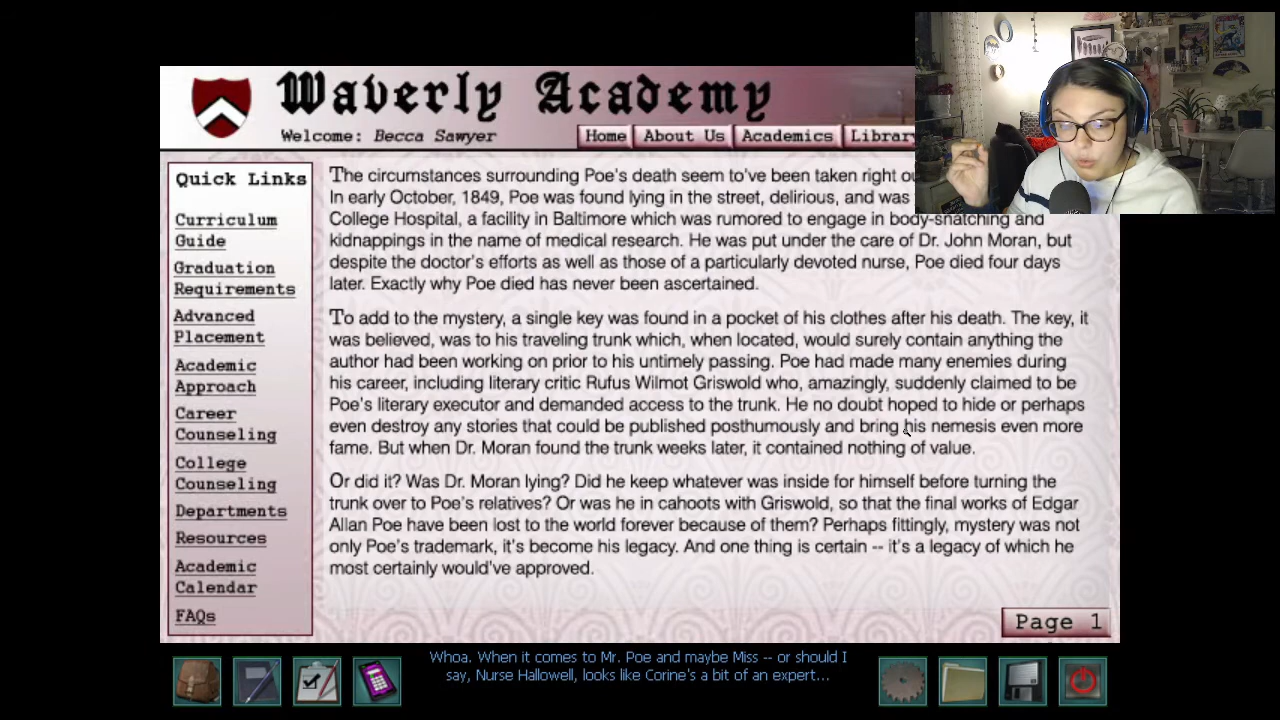 Waverly Academy
Welcome: Becca Sawyer
Home About Us Academics Library
Quick Links
Curriculum
Guide
Graduation
Requirements
Advanced
Placement
Academic
Approach
Career
Counseling
College
Counseling
Departments
Resources
Academic
Calendar
FAQs
The circumstances surrounding Poe's death seem to've been taken right
In early October, 1849, Poe was found lying in the street, delirious, and was
College Hospital, a facility in Baltimore which was rumored to engage in body-snatching and
kidnappings in the name of medical research. He was put under the care of Dr. John Moran, but
despite the doctor's efforts as well as those of a particularly devoted nurse, Poe died four days
later. Exactly why Poe died has never been ascertained.
To add to the mystery, a single key was found in a pocket of his clothes after his death. The key, it
was believed, was to his traveling trunk which, when located, would surely contain anything the
author had been working on prior to his untimely passing. Poe had made many enemies during
his career, including literary critic Rufus Wilmot Griswold who, amazingly, suddenly claimed to be
Poe's literary executor and demanded access to the trunk. He no doubt hoped to hide or perhaps
even destroy any stories that could be published posthumously and bring his nemesis even more
fame. But when Dr. Moran found the trunk weeks later, it contained nothing of value.
Or did it? Was Dr. Moran lying? Did he keep whatever was inside for himself before turning the
trunk over to Poe's relatives? Or was he in cahoots with Griswold, so that the final works of Edgar
Allan Poe have been lost to the world forever because of them? Perhaps fittingly, mystery was not
only Poe's trademark, it's become his legacy. And one thing is certain -- it's a legacy of which he
most certainly would've approved.
Page 1
Whoa. When it comes to Mr. Poe and maybe Miss -- or should I
say, Nurse Hallowell, looks like Corine's a bit of an expert...